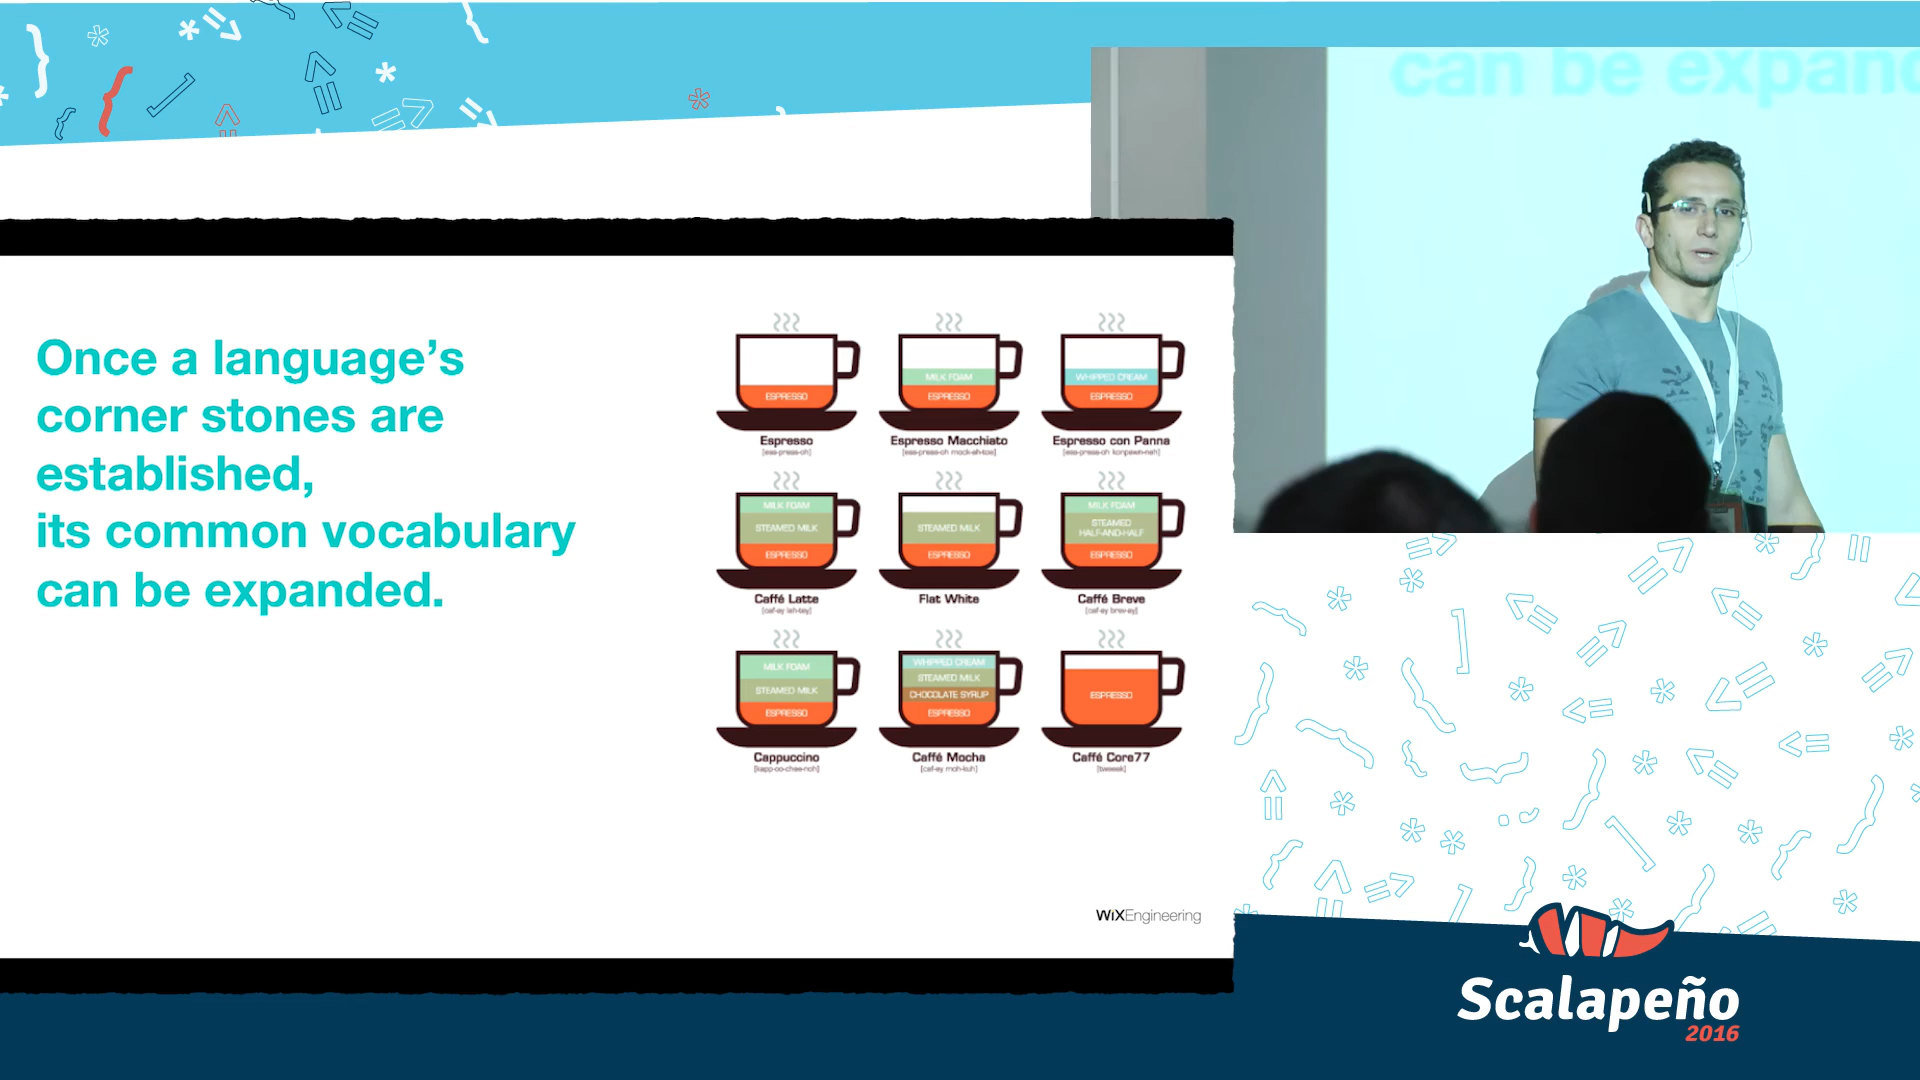 can be expand
Once a language’s
corner stones are
established,
its common vocabulary
can be expanded.
ESPRESSO
Espresso
[ess-press-oh]
MILK FOAM
ESPRESSO
Espresso Macchiato
[ess-press-oh mock-ah-toe]
WHIPPED CREAM
ESPRESSO
Espresso con Panna
[ess-press-oh konpawn-nah]
MILK FOAM
STEAMED MILK
ESPRESSO
Caffé Latte
[caf-ay lah-tey]
STEAMED MILK
ESPRESSO
Flat White
MILK FOAM
STEAMED
HALF-AND-HALF
ESPRESSO
Caffé Breve
[caf-ay brev-ay]
MILK FOAM
STEAMED MILK
ESPRESSO
Cappuccino
[kapp-oo-chee-noh]
WHIPPED CREAM
STEAMED MILK
CHOCOLATE SYRUP
ESPRESSO
Caffé Mocha
[caf-ay moh-kuh]
ESPRESSO
Caffé Core77
[tweeek]
WiXEngineering
Scalapeño
2016